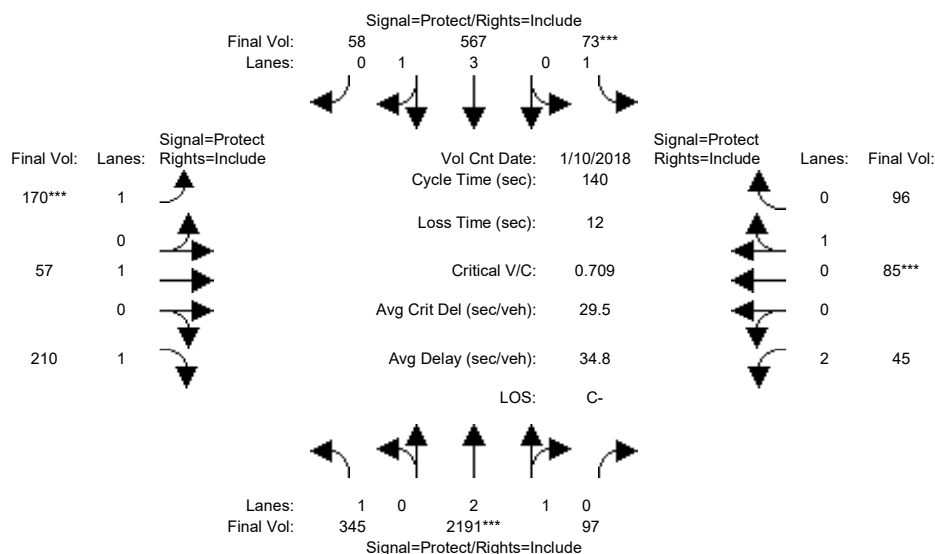 Signal=Protect/Rights=Include
Final Vol: 58 567 73***
Lanes: 0 1 3 0 1
Signal=Protect Signal=Protect
Final Vol: Lanes: Rights=Include Vol Cnt Date: 1/10/2018 Rights=Include Lanes: Final Vol:
Cycle Time (sec): 140
170*** 1 0 96
Loss Time (sec): 12
0 1
57 1 Critical V/C: 0.709 0 85***
0 Avg Crit Del (sec/veh): 29.5 0
210 1 Avg Delay (sec/veh): 34.8 2 45
LOS: C-
Lanes: 1 0 2 1 0
Final Vol: 345 2191*** 97
Signal=Protect/Rights=Include